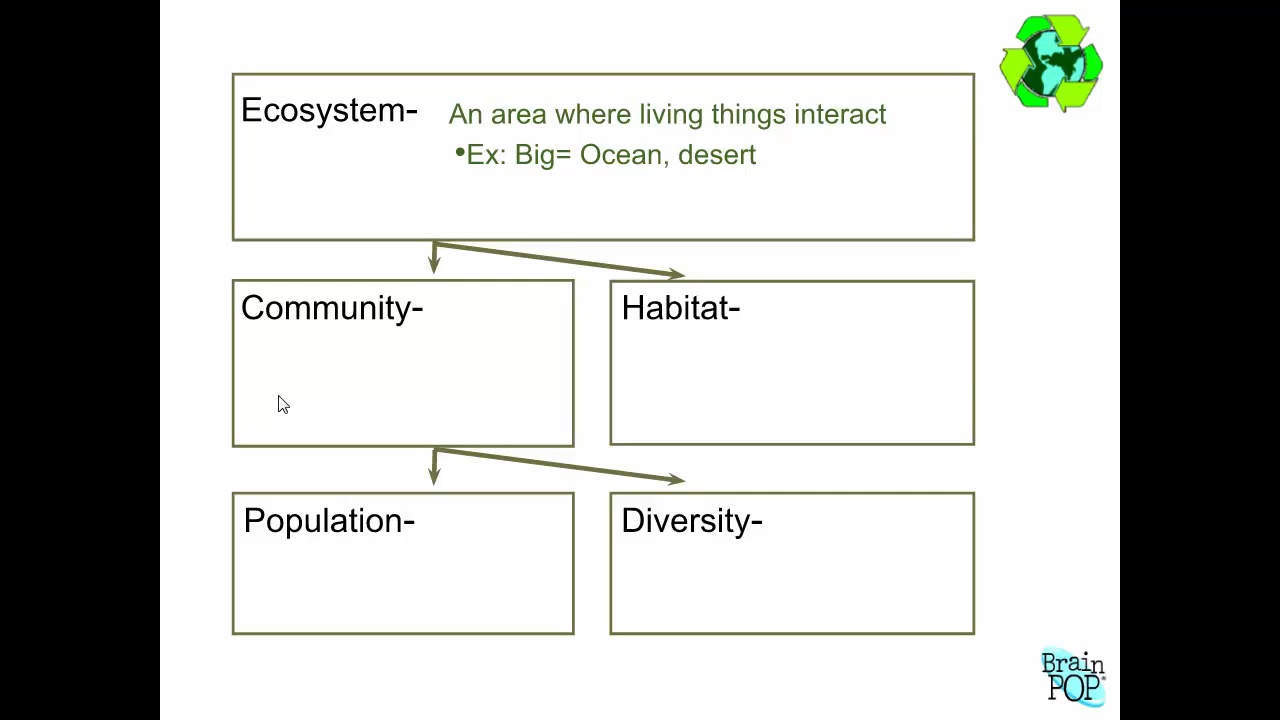 Ecosystem- An area where living things interact
•Ex: Big= Ocean, desert
Community- Habitat-
Population- Diversity-
Brain
POP